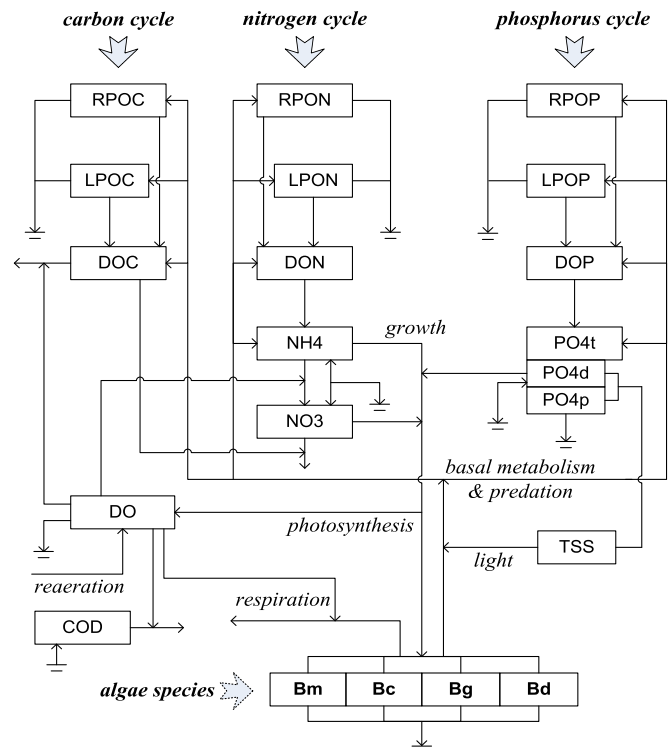 carbon cycle
nitrogen cycle
phosphorus cycle
RPOC
RPON
RPOP
LPOC
LPON
LPOP
DOC
DON
DOP
growth
NH4
PO4t
PO4d
PO4p
NO3
basal metabolism
& predation
DO
photosynthesis
TSS
light
reaeration
respiration
COD
algae species
Bm
Bc
Bg
Bd